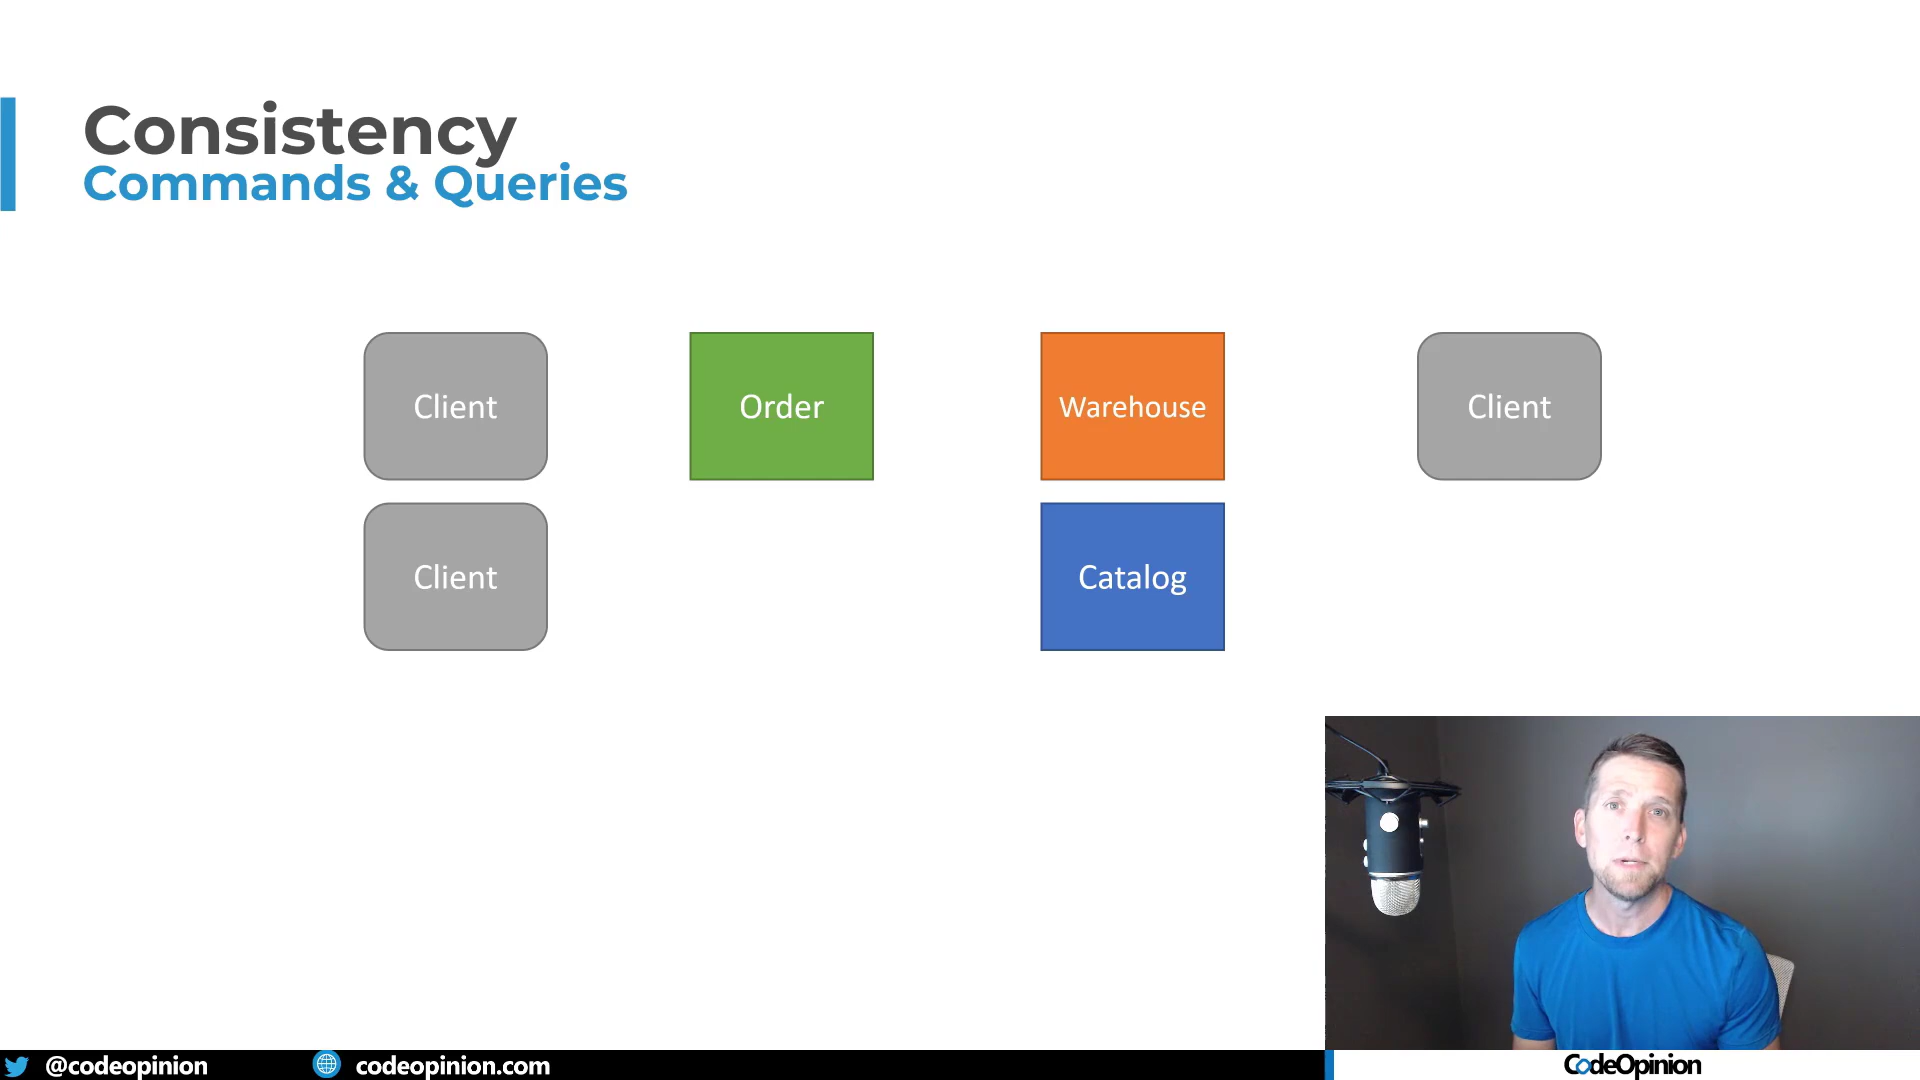 Consistency
Commands & Queries
Client
Order
Warehouse
Client
Client
Catalog
@codeopinion
codeopinion.com
CodeOpinion